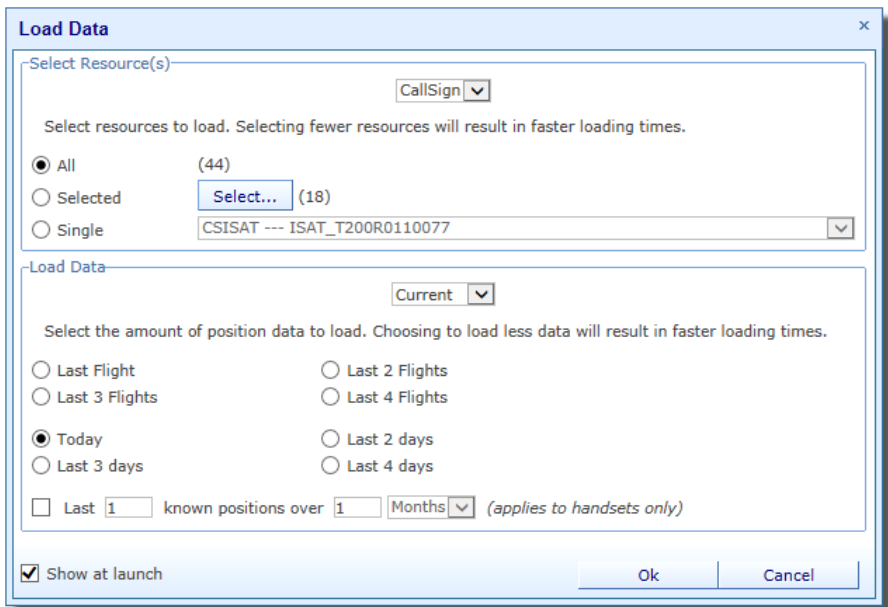 Load Data
Select Resource(s)
CallSign
Select resources to load. Selecting fewer resources will result in faster loading times.
All (44)
Selected Select... (18)
Single CSISAT --- ISAT_T200R0110077
Load Data
Current
Select the amount of position data to load. Choosing to load less data will result in faster loading times.
Last Flight Last 2 Flights
Last 3 Flights Last 4 Flights
Today Last 2 days
Last 3 days Last 4 days
Last 1 known positions over 1 Months (applies to handsets only)
Show at launch Ok Cancel